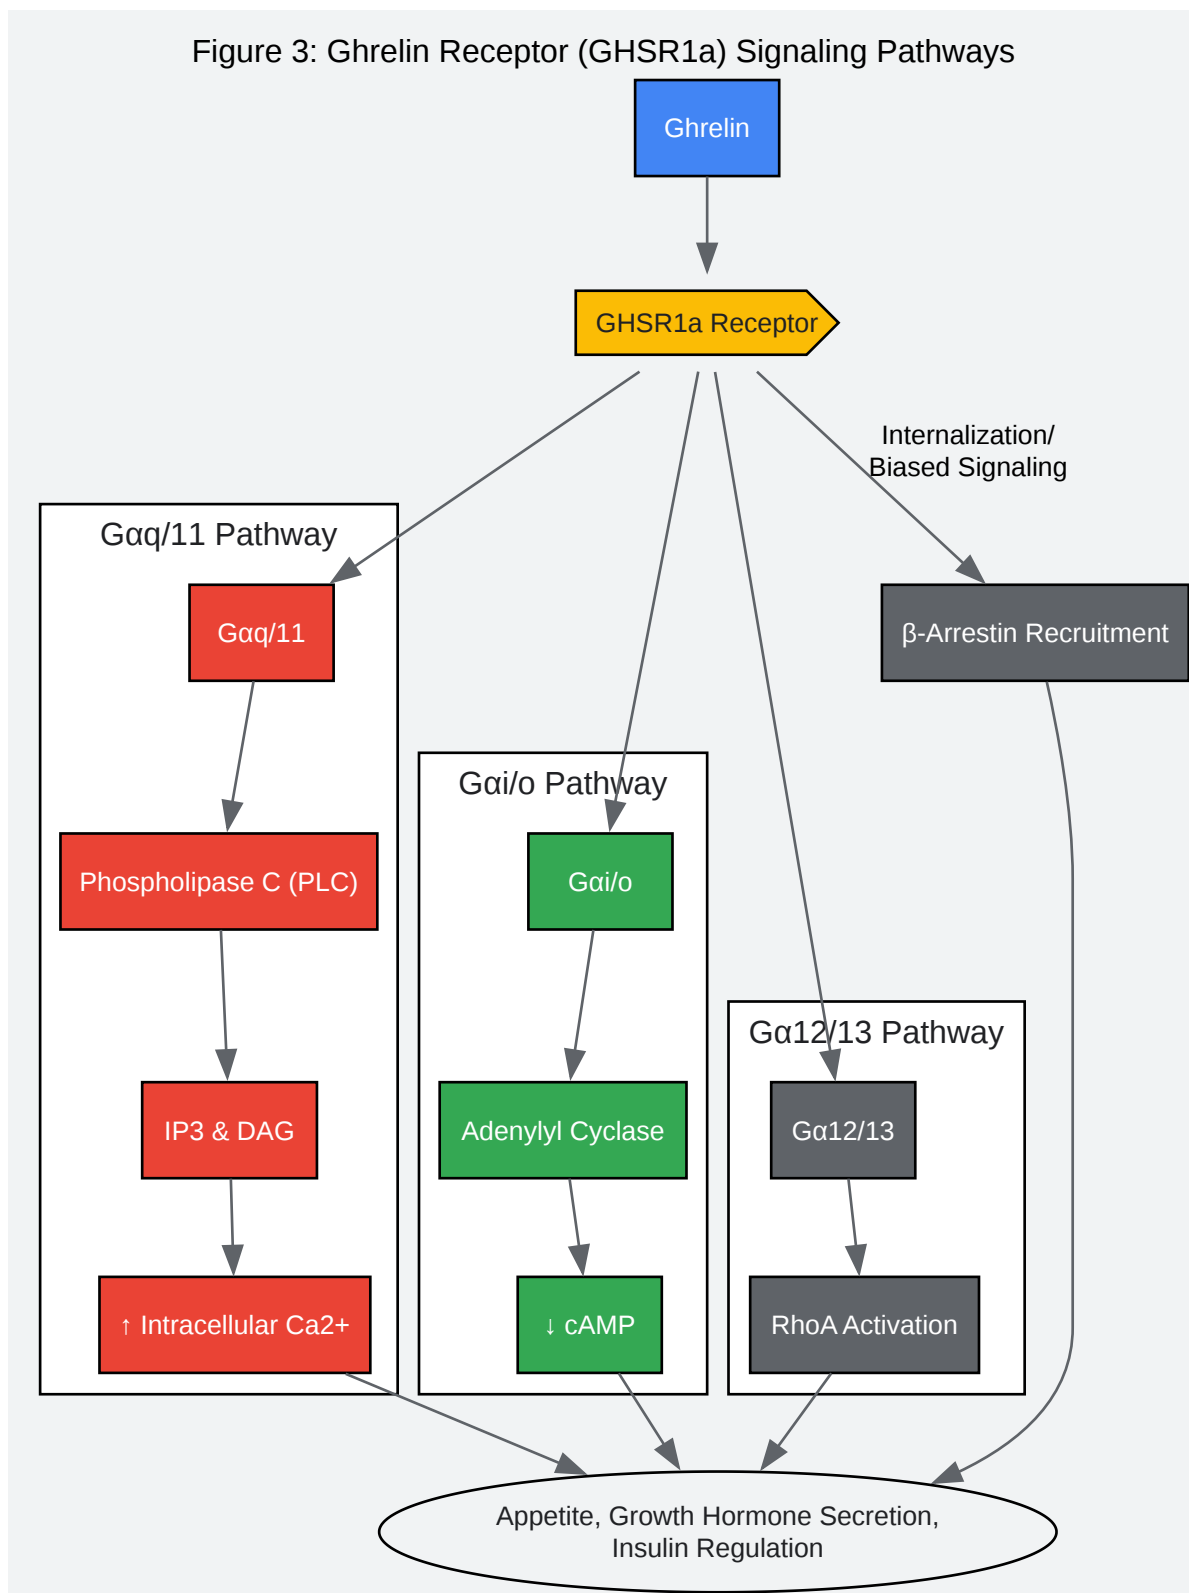 Figure 3: Ghrelin Receptor (GHSR1a) Signaling Pathways
Ghrelin
GHSR1a Receptor
Internalization/
Biased Signaling
Gαq/11 Pathway
Gαq/11
β-Arrestin Recruitment
Gαi/o Pathway
Phospholipase C (PLC)
Gαi/o
Gα12/13 Pathway
IP3 & DAG
Adenylyl Cyclase
Gα12/13
↑ Intracellular Ca2+
↓ cAMP
RhoA Activation
Appetite, Growth Hormone Secretion,
Insulin Regulation